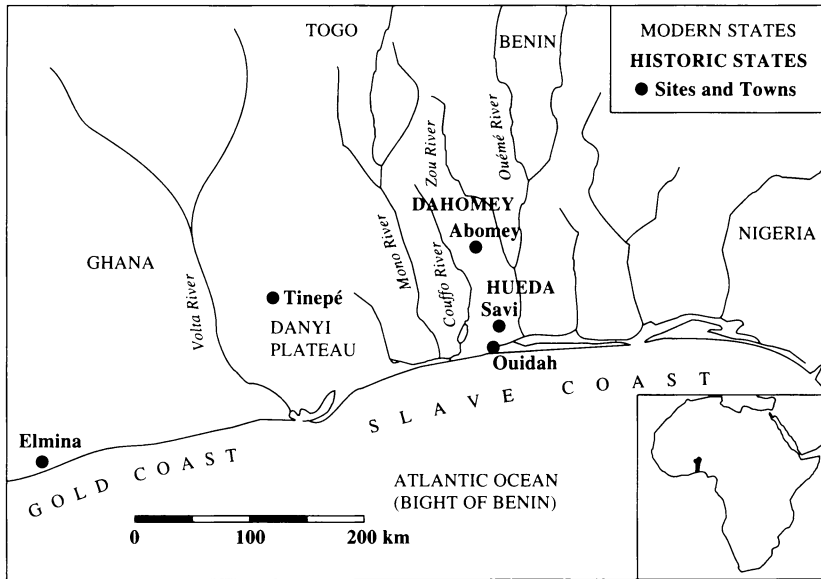 TOGO
BENIN
MODERN STATES
HISTORIC STATES
● Sites and Towns
Zou River
Ouémé River
DAHOMEY
Abomey
NIGERIA
GHANA
Volta River
Mono River
Couffo River
Tinepé
DANYI
PLATEAU
HUEDA
Savi
Ouidah
SLAVE COAST
Elmina
GOLD COAST
ATLANTIC OCEAN
(BIGHT OF BENIN)
0 100 200 km